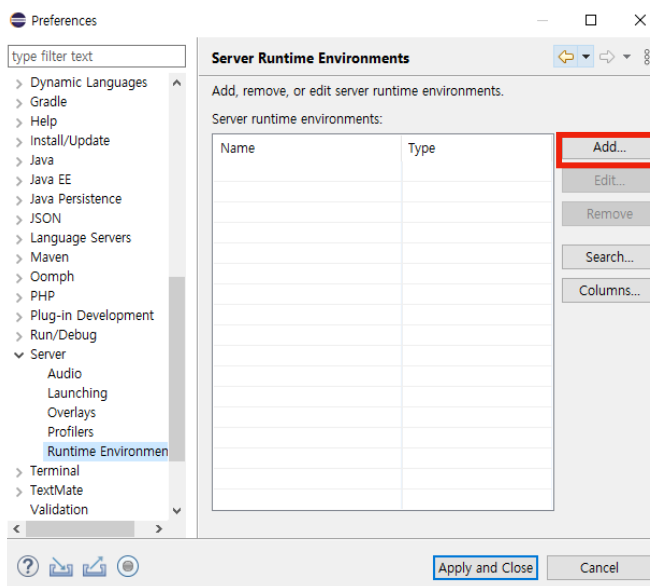 Preferences
type filter text
Dynamic Languages
Gradle
Help
Install/Update
Java
Java EE
Java Persistence
JSON
Language Servers
Maven
Oomph
PHP
Plug-in Development
Run/Debug
Server
Audio
Launching
Overlays
Profilers
Runtime Environmen
Terminal
TextMate
Validation
Server Runtime Environments
Add, remove, or edit server runtime environments.
Server runtime environments:
Name Type
Add...
Edit...
Remove
Search...
Columns...
Apply and Close Cancel